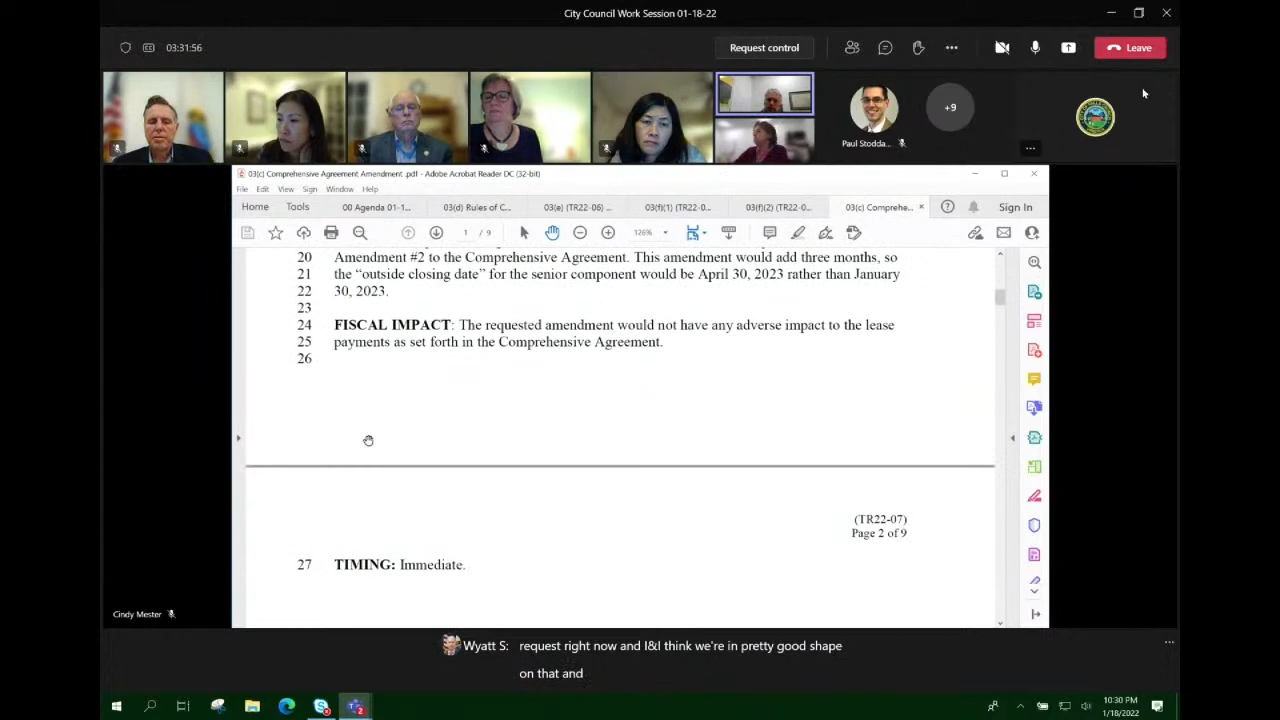 City Council Work Session 01-18-22
03:31:56
Request control
Leave
+9
Paul Stodda...
03(c) Comprehensive Agreement Amendment .pdf - Adobe Acrobat Reader DC (32-bit)
File Edit View Sign Window Help
Home Tools 00 Agenda 01-1... 03(d) Rules of C... 03(e) (TR22-06) ... 03(f)(1) (TR22-0... 03(f)(2) (TR22-0... 03(c) Comprehe... Sign In
1 / 9 126%
20 Amendment #2 to the Comprehensive Agreement. This amendment would add three months, so
21 the “outside closing date” for the senior component would be April 30, 2023 rather than January
22 30, 2023.
23
24 FISCAL IMPACT: The requested amendment would not have any adverse impact to the lease
25 payments as set forth in the Comprehensive Agreement.
26
(TR22-07)
Page 2 of 9
27 TIMING: Immediate.
Cindy Mester
Wyatt S: request right now and I&I think we're in pretty good shape
on that and
10:30 PM
1/18/2022